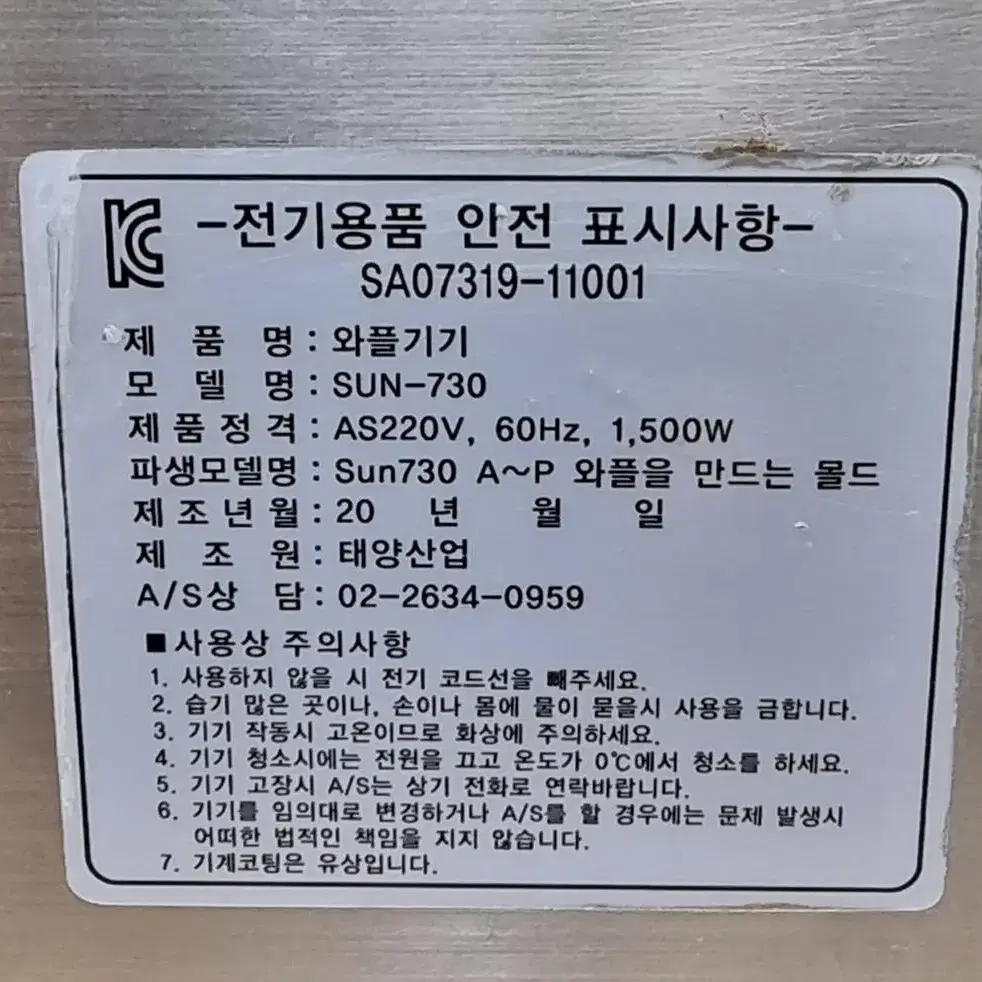 KC -전기용품 안전 표시사항-
SA07319-11001
제 품 명 : 와플기기
모 델 명 : SUN-730
제품정격 : AS220V, 60Hz, 1,500W
파생모델명 : Sun730 A~P 와플을 만드는 몰드
제조년월 : 20 년 월 일
제 조 원 : 태양산업
A/S상 담 : 02-2634-0959
■사용상 주의사항
1. 사용하지 않을 시 전기 코드선을 빼주세요.
2. 습기 많은 곳이나, 손이나 몸에 물이 묻을시 사용을 금합니다.
3. 기기 작동시 고온이므로 화상에 주의하세요.
4. 기기 청소시에는 전원을 끄고 온도가 0℃에서 청소를 하세요.
5. 기기 고장시 A/S는 상기 전화로 연락바랍니다.
6. 기기를 임의대로 변경하거나 A/S를 할 경우에는 문제 발생시
어떠한 법적인 책임을 지지 않습니다.
7. 기계코팅은 유상입니다.